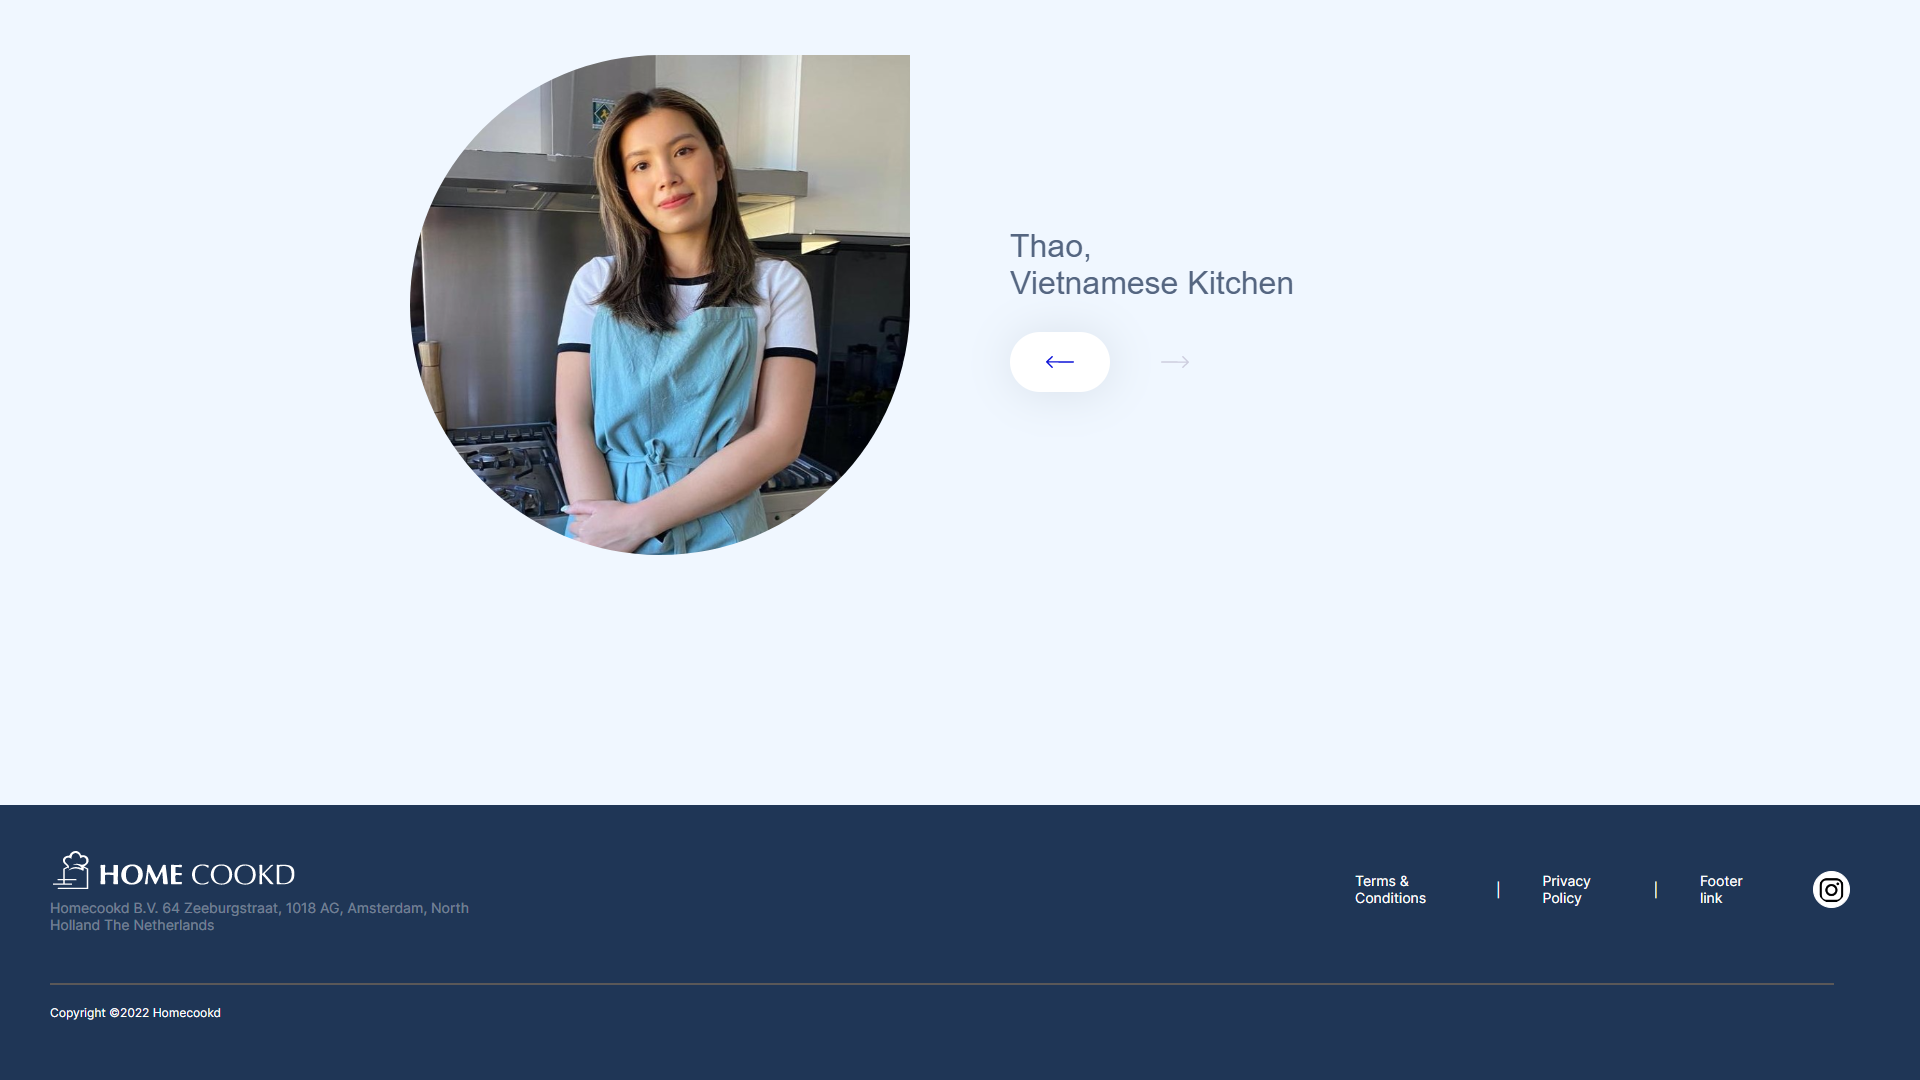 Thao,
Vietnamese Kitchen
HOME COOKD
Homecookd B.V. 64 Zeeburgstraat, 1018 AG, Amsterdam, North
Holland The Netherlands
Terms &
Conditions
|
Privacy
Policy
|
Footer
link
Copyright ©2022 Homecookd